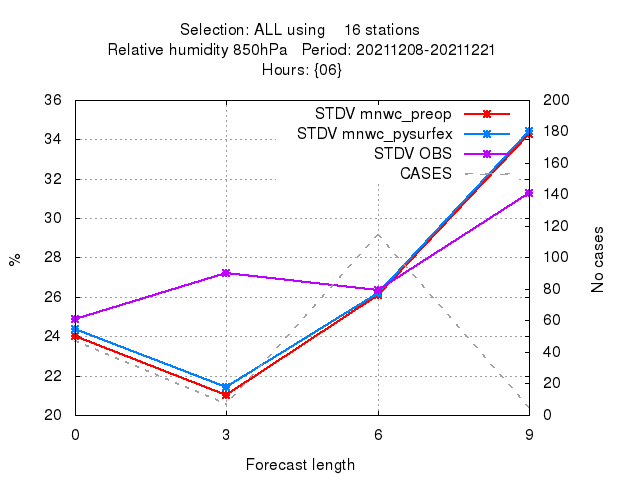 Selection: ALL using    16 stations
Relative humidity 850hPa   Period: 20211208-20211221
Hours: {06}
STDV mnwc_preop
STDV mnwc_pysurfex
STDV OBS
CASES
36
34
32
30
28
26
24
22
20
%
200
180
160
140
120
100
80
60
40
20
0
No cases
0 3 6 9
Forecast length